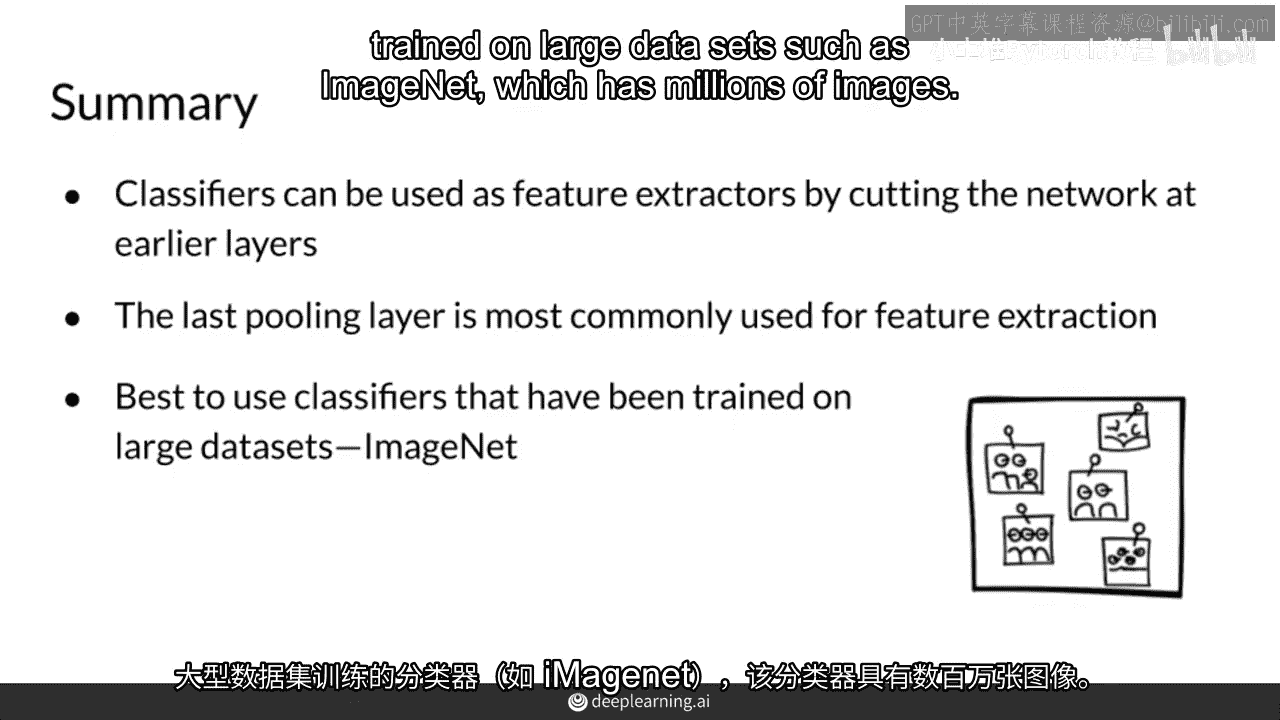 GPT中英字幕课程资源@bilibili.com
trained on large data sets such as
ImageNet, which has millions of images.
Summary
• Classifiers can be used as feature extractors by cutting the network at
earlier layers
• The last pooling layer is most commonly used for feature extraction
• Best to use classifiers that have been trained on
large datasets—ImageNet
大型数据集训练的分类器（如 iMagenet），该分类器具有数百万张图像。
deeplearning.ai